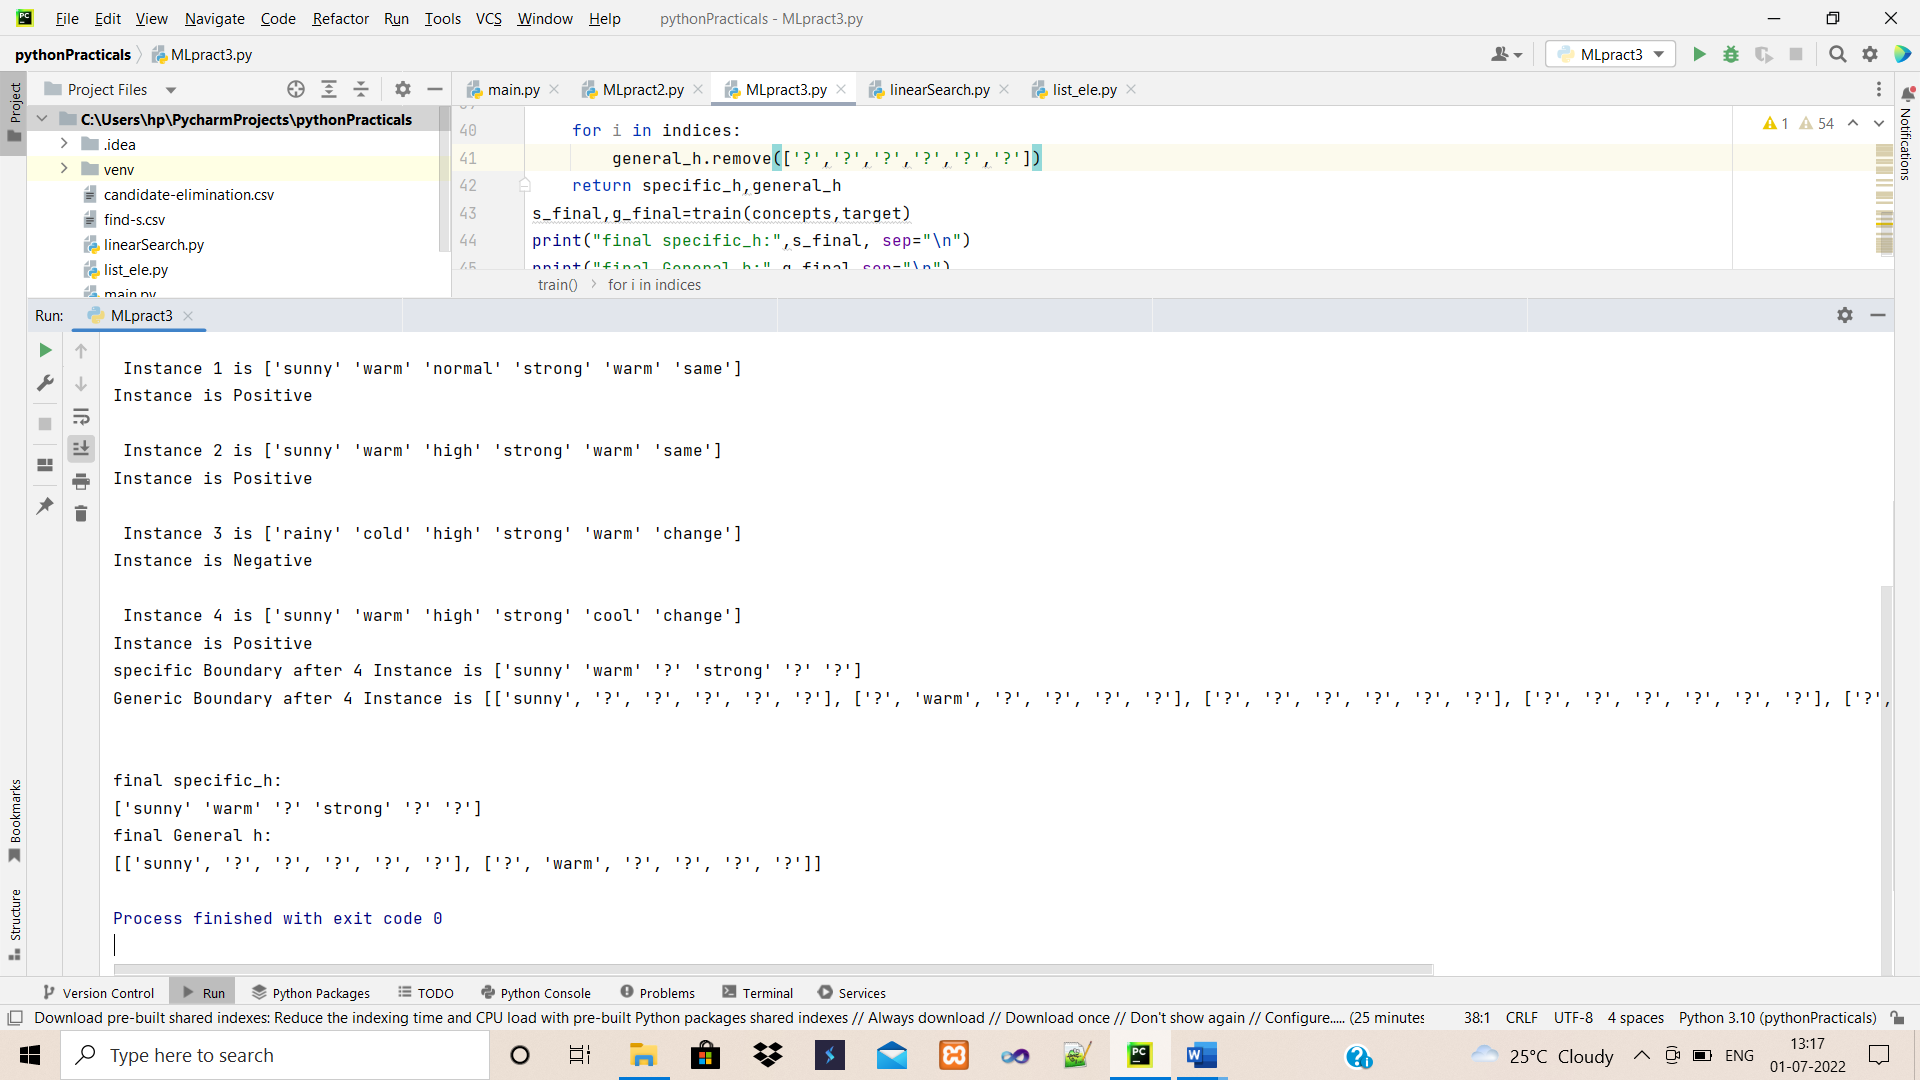 File Edit View Navigate Code Refactor Run Tools VCS Window Help pythonPracticals - MLpract3.py
pythonPracticals MLpract3.py MLpract3
Project Files
main.py MLpract2.py MLpract3.py linearSearch.py list_ele.py
Project
Notifications
C:\Users\hp\PycharmProjects\pythonPracticals
.idea
venv
candidate-elimination.csv
find-s.csv
linearSearch.py
list_ele.py
main.py
1 54
40 for i in indices:
41 general_h.remove(['?','?','?','?','?','?'])
42 return specific_h,general_h
43 s_final,g_final=train(concepts,target)
44 print("final specific_h:",s_final, sep="\n")
45 print("final General h:",g_final,sep="\n")
train() for i in indices
Run: MLpract3
Instance 1 is ['sunny' 'warm' 'normal' 'strong' 'warm' 'same']
Instance is Positive
Instance 2 is ['sunny' 'warm' 'high' 'strong' 'warm' 'same']
Instance is Positive
Instance 3 is ['rainy' 'cold' 'high' 'strong' 'warm' 'change']
Instance is Negative
Instance 4 is ['sunny' 'warm' 'high' 'strong' 'cool' 'change']
Instance is Positive
specific Boundary after 4 Instance is ['sunny' 'warm' '?' 'strong' '?' '?']
Generic Boundary after 4 Instance is [['sunny', '?', '?', '?', '?', '?'], ['?', 'warm', '?', '?', '?', '?'], ['?', '?', '?', '?', '?', '?'], ['?', '?', '?', '?', '?', '?'], ['?',
final specific_h:
['sunny' 'warm' '?' 'strong' '?' '?']
final General h:
[['sunny', '?', '?', '?', '?', '?'], ['?', 'warm', '?', '?', '?', '?']]
Process finished with exit code 0
Bookmarks
Structure
Version Control Run Python Packages TODO Python Console Problems Terminal Services
Download pre-built shared indexes: Reduce the indexing time and CPU load with pre-built Python packages shared indexes // Always download // Download once // Don't show again // Configure..... (25 minutes 38:1 CRLF UTF-8 4 spaces Python 3.10 (pythonPracticals)
Type here to search
25°C Cloudy ENG
13:17
01-07-2022